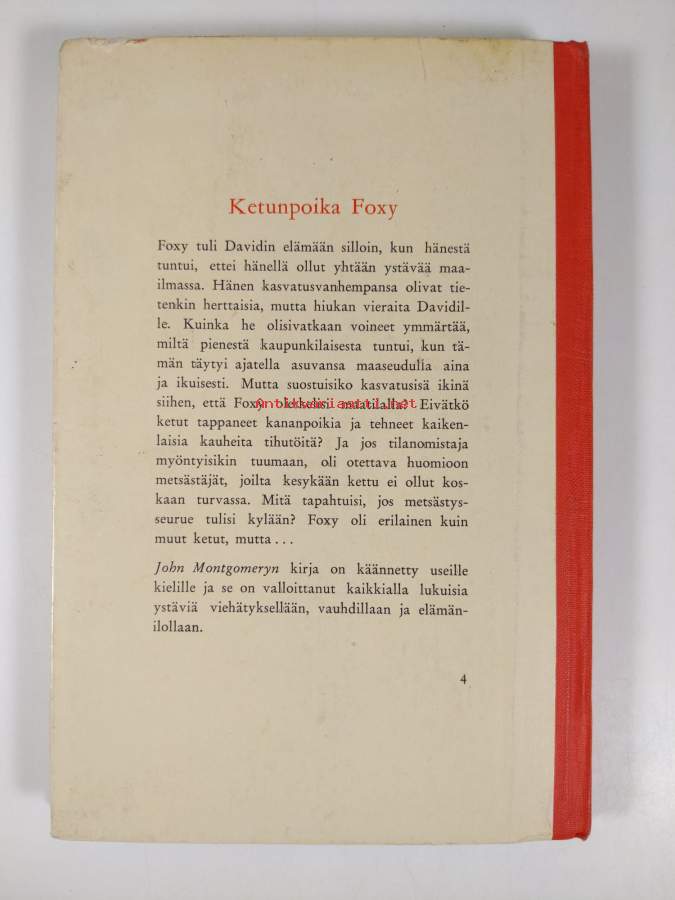 Ketunpoika Foxy
Foxy tuli Davidin elämään silloin, kun hänestä
tuntui, ettei hänellä ollut yhtään ystävää maa-
ilmassa. Hänen kasvatusvanhempansa olivat tie-
tenkin herttaisia, mutta hiukan vieraita Davidil-
le. Kuinka he olisivatkaan voineet ymmärtää,
miltä pienestä kaupunkilaisesta tuntui, kun tä-
män täytyi ajatella asuvansa maaseudulla aina
ja ikuisesti. Mutta suostuisiko kasvatusisä ikinä
siihen, että Foxy maatilalla? Eivätkö
ketut tappaneet kananpoikia ja tehneet kaiken-
laisia kauheita tihutöitä? Ja jos tilanomistaja
myöntyisikin tuumaan, oli otettava huomioon
metsästäjät, joilta kesykään kettu ei ollut kos-
kaan turvassa. Mitä tapahtuisi, jos metsästys-
seurue tulisi kylään? Foxy oli erilainen kuin
muut ketut, mutta . . .
John Montgomeryn kirja on käännetty useille
kielille ja se on valloittanut kaikkialla lukuisia
ystäviä viehätyksellään, vauhdillaan ja elämän-
ilollaan.
4